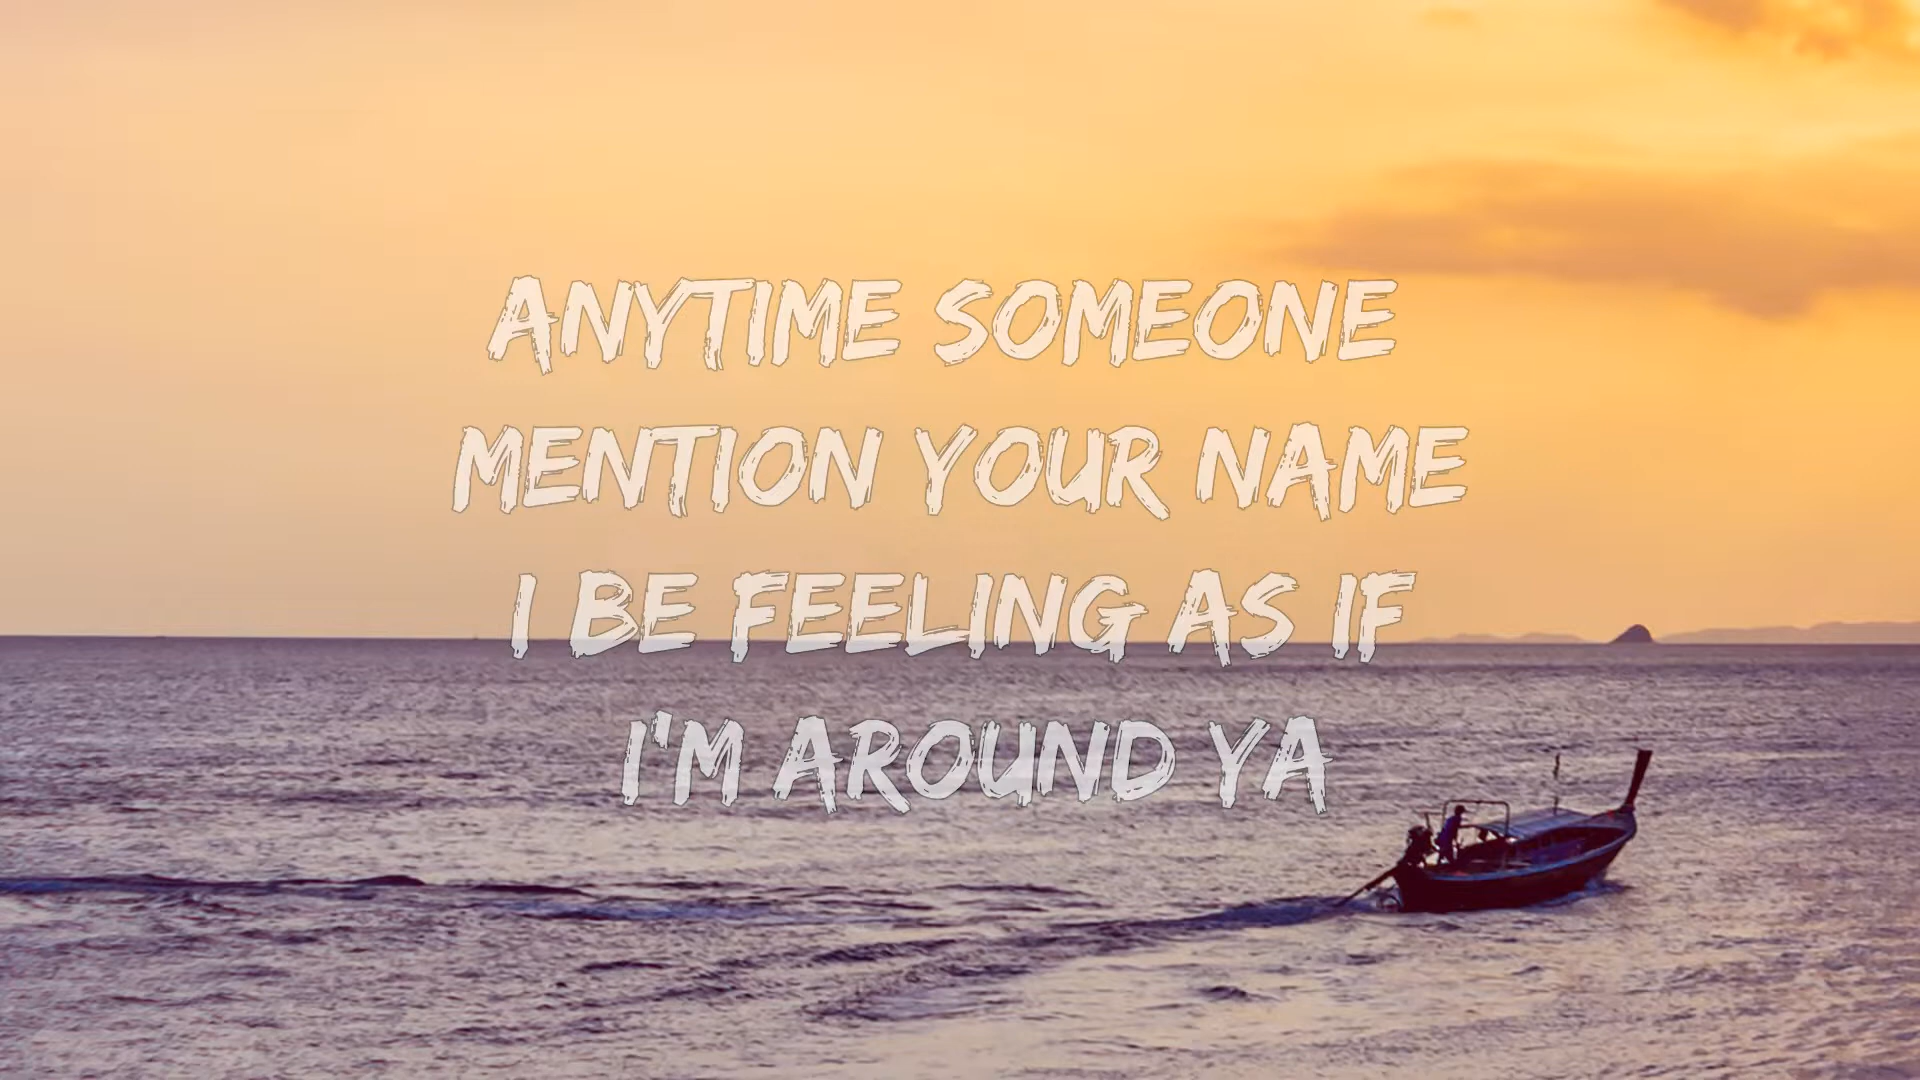 ANYTIME SOMEONE
MENTION YOUR NAME
I BE FEELING AS IF
I'M AROUND YA